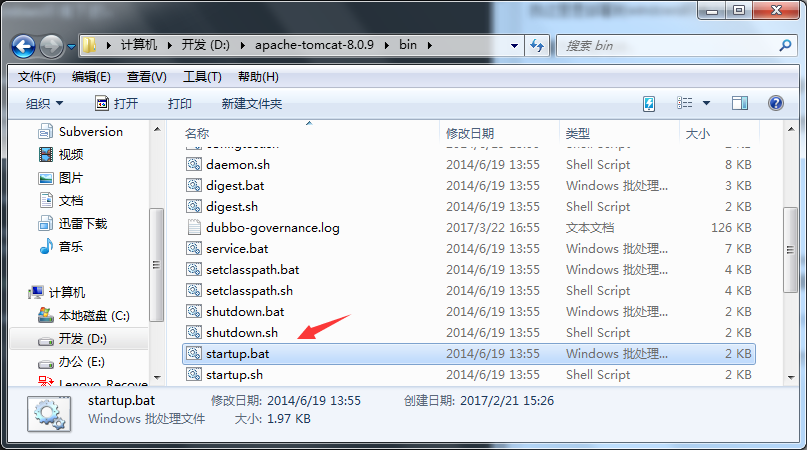 计算机 开发 (D:) apache-tomcat-8.0.9 bin 搜索 bin
文件(F) 编辑(E) 查看(V) 工具(T) 帮助(H)
组织 打开 打印 新建文件夹
Subversion
视频
图片
文档
迅雷下载
音乐
计算机
本地磁盘 (C:)
开发 (D:)
办公 (E:)
Lenovo_Recove
名称 修改日期 类型 大小
daemon.sh 2014/6/19 13:55 Shell Script 8 KB
digest.bat 2014/6/19 13:55 Windows 批处理... 3 KB
digest.sh 2014/6/19 13:55 Shell Script 2 KB
dubbo-governance.log 2017/3/22 16:55 文本文档 126 KB
service.bat 2014/6/19 13:55 Windows 批处理... 7 KB
setclasspath.bat 2014/6/19 13:55 Windows 批处理... 4 KB
setclasspath.sh 2014/6/19 13:55 Shell Script 4 KB
shutdown.bat 2014/6/19 13:55 Windows 批处理... 2 KB
shutdown.sh 2014/6/19 13:55 Shell Script 2 KB
startup.bat 2014/6/19 13:55 Windows 批处理... 2 KB
startup.sh 2014/6/19 13:55 Shell Script 2 KB
startup.bat 修改日期: 2014/6/19 13:55 创建日期: 2017/2/21 15:26
Windows 批处理文件 大小: 1.97 KB